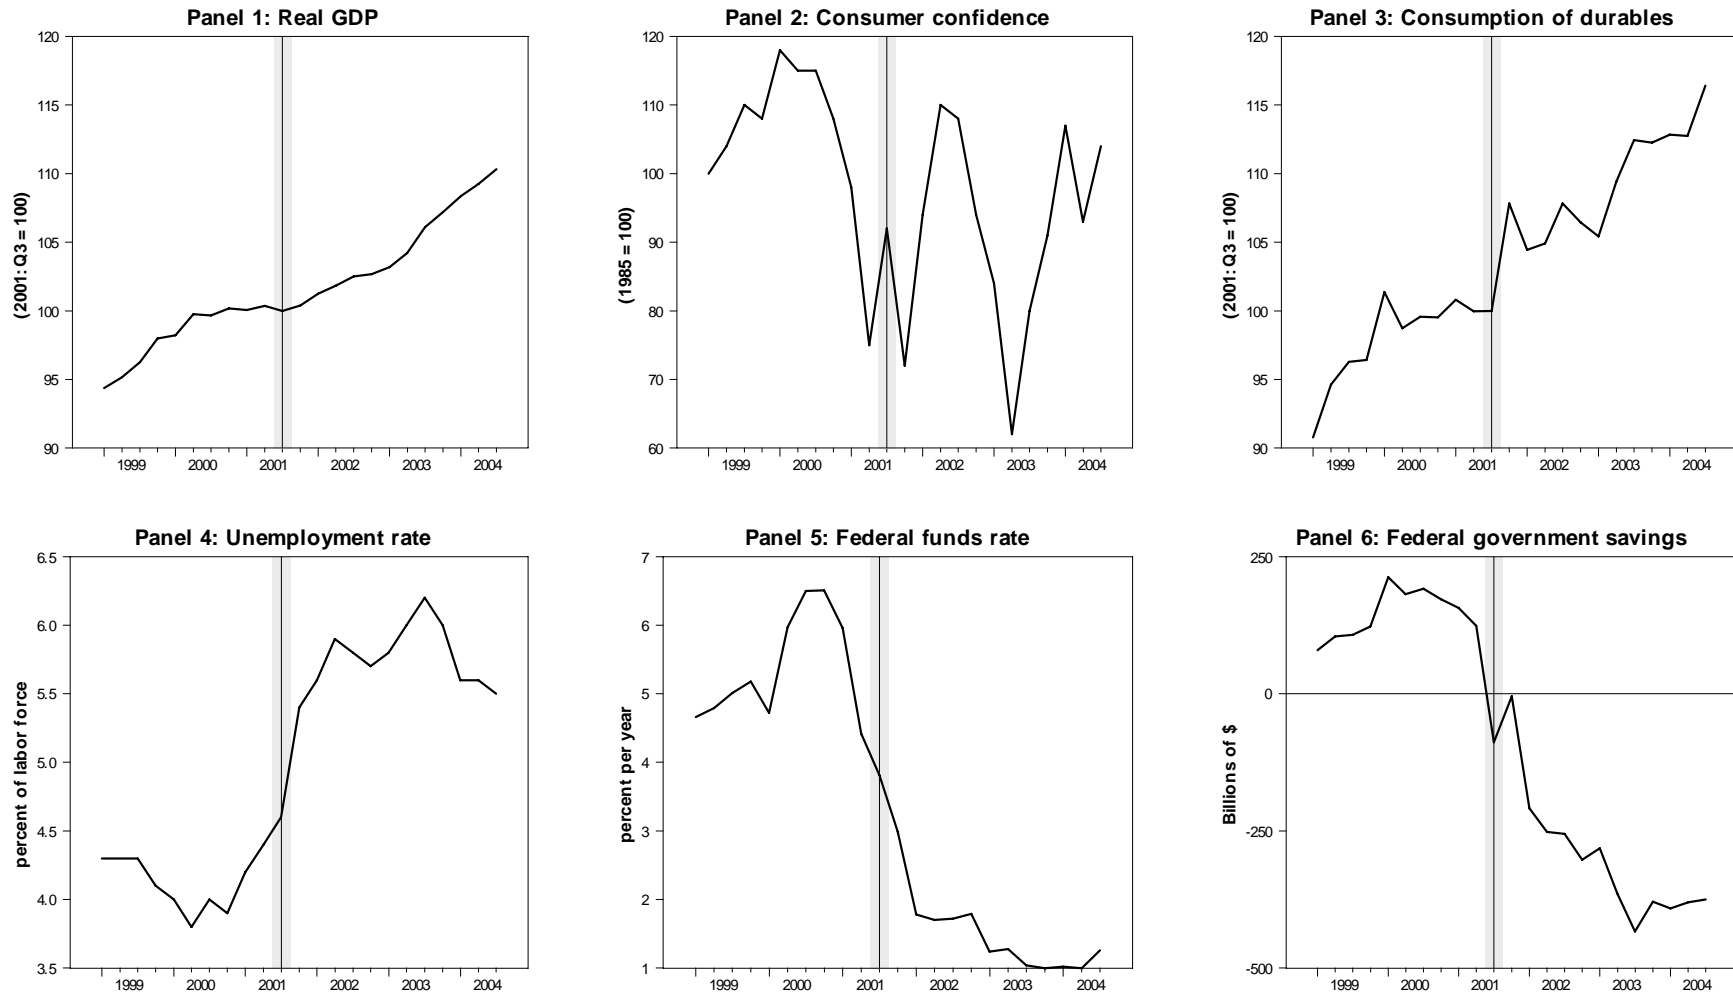 Panel 1: Real GDP
(2001:Q3 = 100)
120
115
110
105
100
95
90
1999 2000 2001 2002 2003 2004
Panel 2: Consumer confidence
(1985 = 100)
120
110
100
90
80
70
60
1999 2000 2001 2002 2003 2004
Panel 3: Consumption of durables
(2001:Q3 = 100)
120
115
110
105
100
95
90
1999 2000 2001 2002 2003 2004
Panel 4: Unemployment rate
percent of labor force
6.5
6.0
5.5
5.0
4.5
4.0
3.5
1999 2000 2001 2002 2003 2004
Panel 5: Federal funds rate
percent per year
7
6
5
4
3
2
1
1999 2000 2001 2002 2003 2004
Panel 6: Federal government savings
Billions of $
250
0
-250
-500
1999 2000 2001 2002 2003 2004